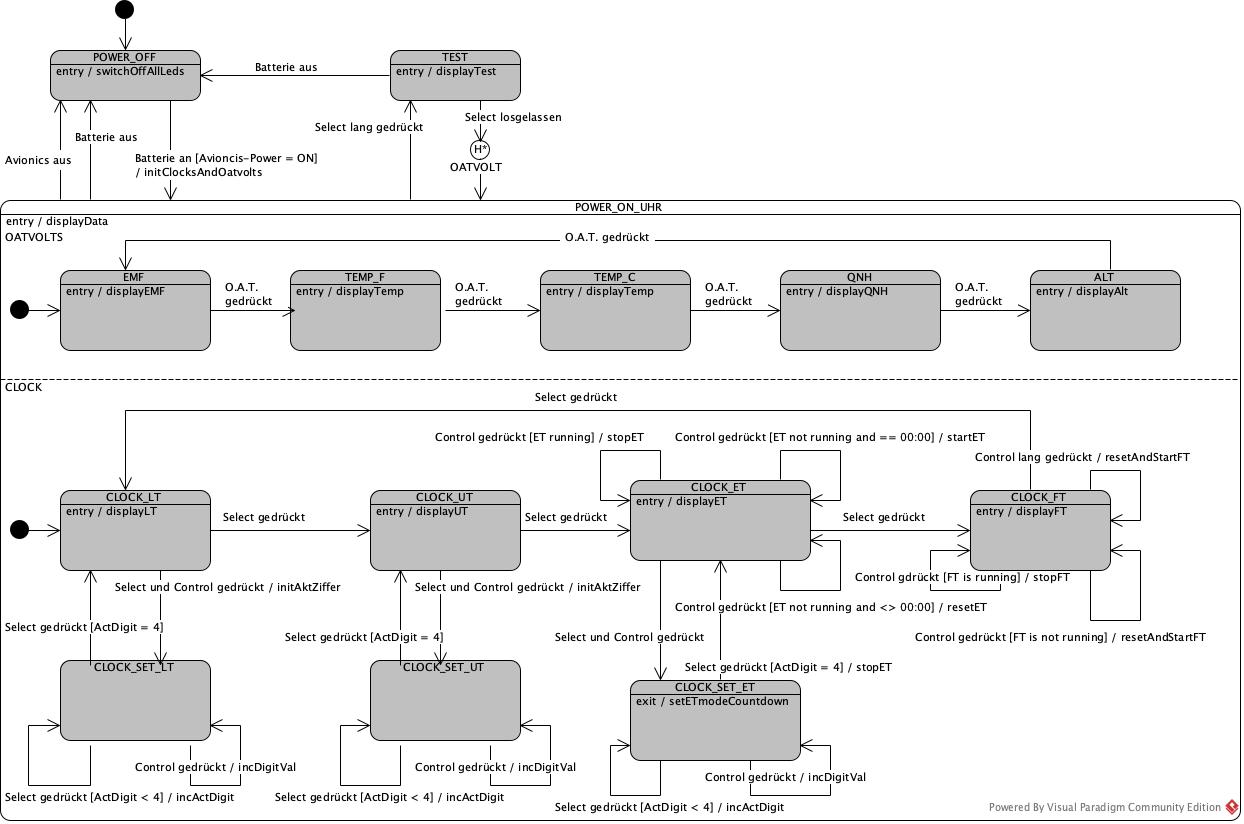 POWER_OFF
entry / switchOffAllLeds
TEST
entry / displayTest
Batterie aus
Select lang gedrückt
Select losgelassen
Batterie aus
Avionics aus
Batterie an [Avioncis-Power = ON]
/ initClocksAndOatvolts
H*
OATVOLT
POWER_ON_UHR
entry / displayData
OATVOLTS
O.A.T. gedrückt
EMF
entry / displayEMF
O.A.T.
gedrückt
TEMP_F
entry / displayTemp
O.A.T.
gedrückt
TEMP_C
entry / displayTemp
O.A.T.
gedrückt
QNH
entry / displayQNH
O.A.T.
gedrückt
ALT
entry / displayAlt
CLOCK
Select gedrückt
Control gedrückt [ET running] / stopET
Control gedrückt [ET not running and == 00:00] / startET
Control lang gedrückt / resetAndStartFT
CLOCK_LT
entry / displayLT
Select gedrückt
CLOCK_UT
entry / displayUT
Select gedrückt
CLOCK_ET
entry / displayET
Select gedrückt
CLOCK_FT
entry / displayFT
Select und Control gedrückt / initAktZiffer
Select und Control gedrückt / initAktZiffer
Control gdrückt [FT is running] / stopFT
Control gedrückt [ET not running and <> 00:00] / resetET
Select gedrückt [ActDigit = 4]
Select gedrückt [ActDigit = 4]
Select und Control gedrückt
Control gedrückt [FT is not running] / resetAndStartFT
Select gedrückt [ActDigit = 4] / stopET
CLOCK_SET_LT
CLOCK_SET_UT
CLOCK_SET_ET
exit / setETmodeCountdown
Control gedrückt / incDigitVal
Control gedrückt / incDigitVal
Control gedrückt / incDigitVal
Select gedrückt [ActDigit < 4] / incActDigit
Select gedrückt [ActDigit < 4] / incActDigit
Select gedrückt [ActDigit < 4] / incActDigit
Powered By Visual Paradigm Community Edition